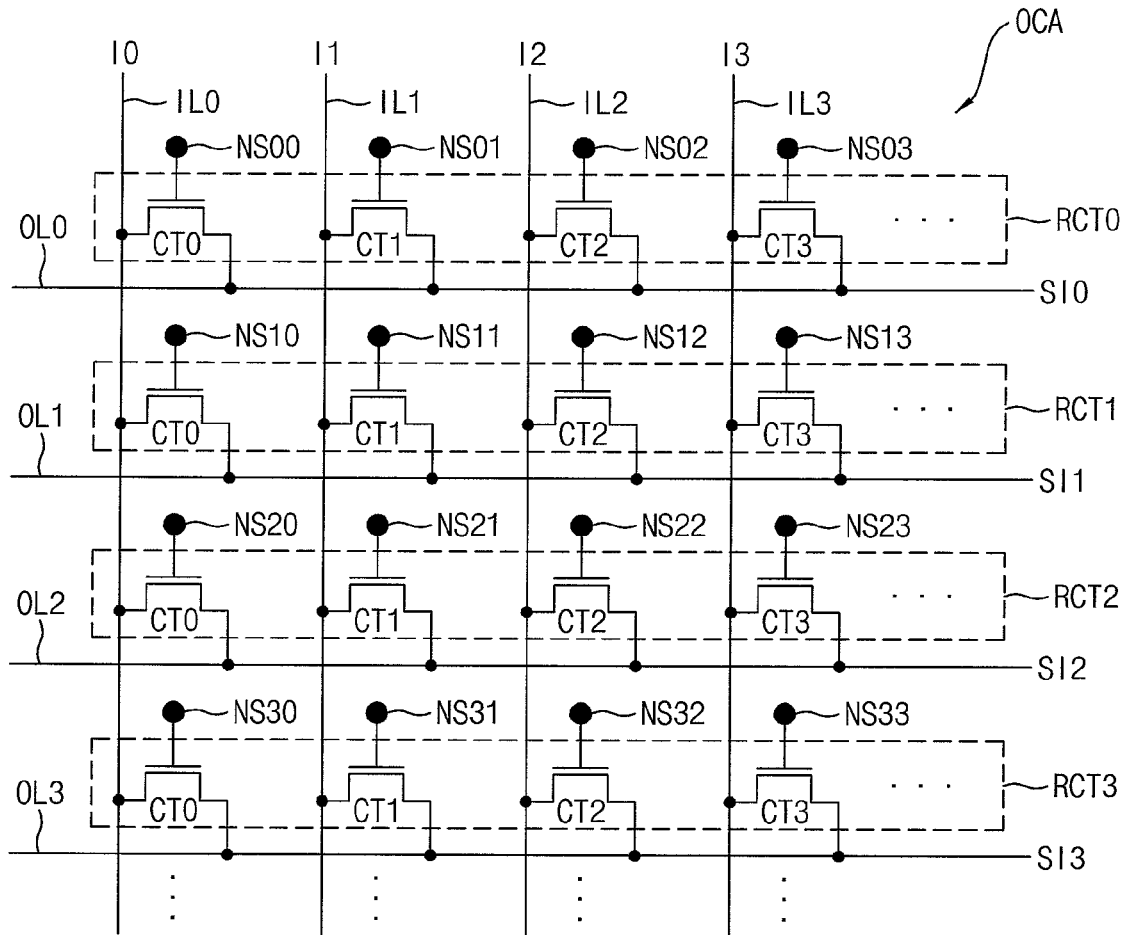 OCA
I0 I1 I2 I3
IL0 IL1 IL2 IL3
NS00 NS01 NS02 NS03
OL0 CT0 CT1 CT2 CT3 . . . RCT0
SI0
NS10 NS11 NS12 NS13
OL1 CT0 CT1 CT2 CT3 . . . RCT1
SI1
NS20 NS21 NS22 NS23
OL2 CT0 CT1 CT2 CT3 . . . RCT2
SI2
NS30 NS31 NS32 NS33
OL3 CT0 CT1 CT2 CT3 . . . RCT3
SI3